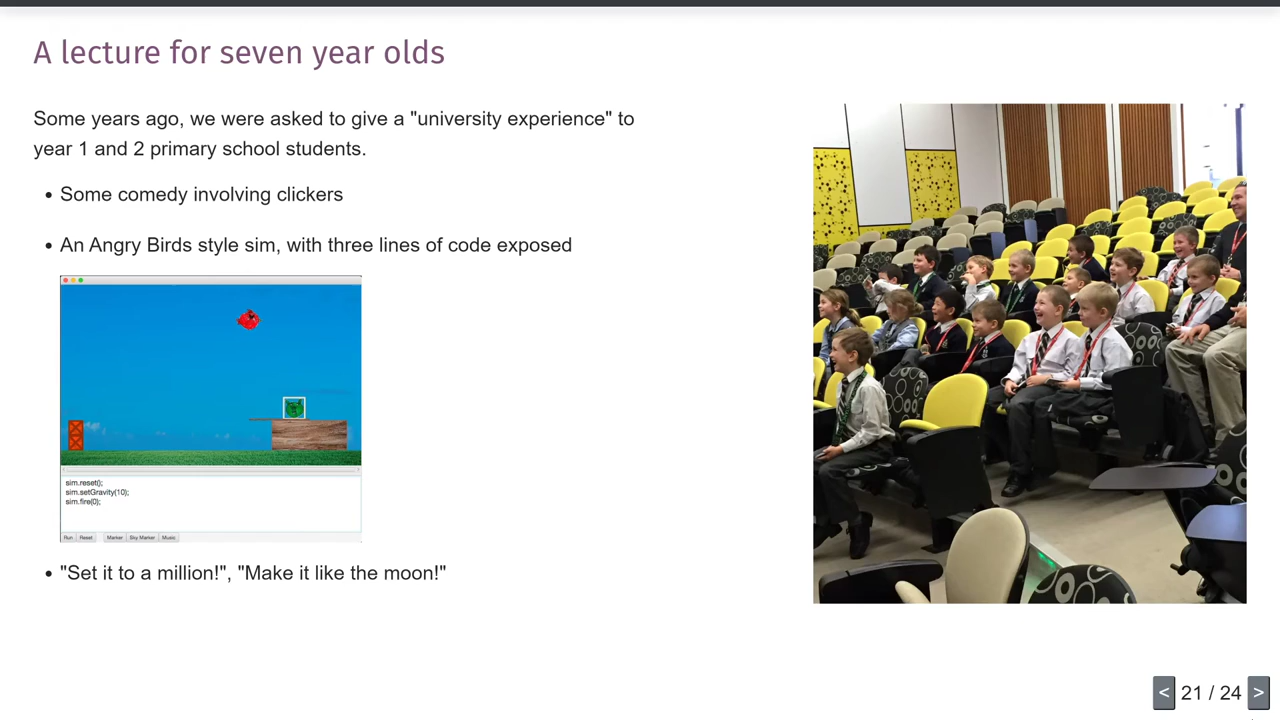 A lecture for seven year olds
Some years ago, we were asked to give a "university experience" to
year 1 and 2 primary school students.
• Some comedy involving clickers
• An Angry Birds style sim, with three lines of code exposed
sim.reset();
sim.setGravity(10);
sim.fire(0);
Run Reset Marker Sky Marker Music
• "Set it to a million!", "Make it like the moon!"
< 21 / 24 >